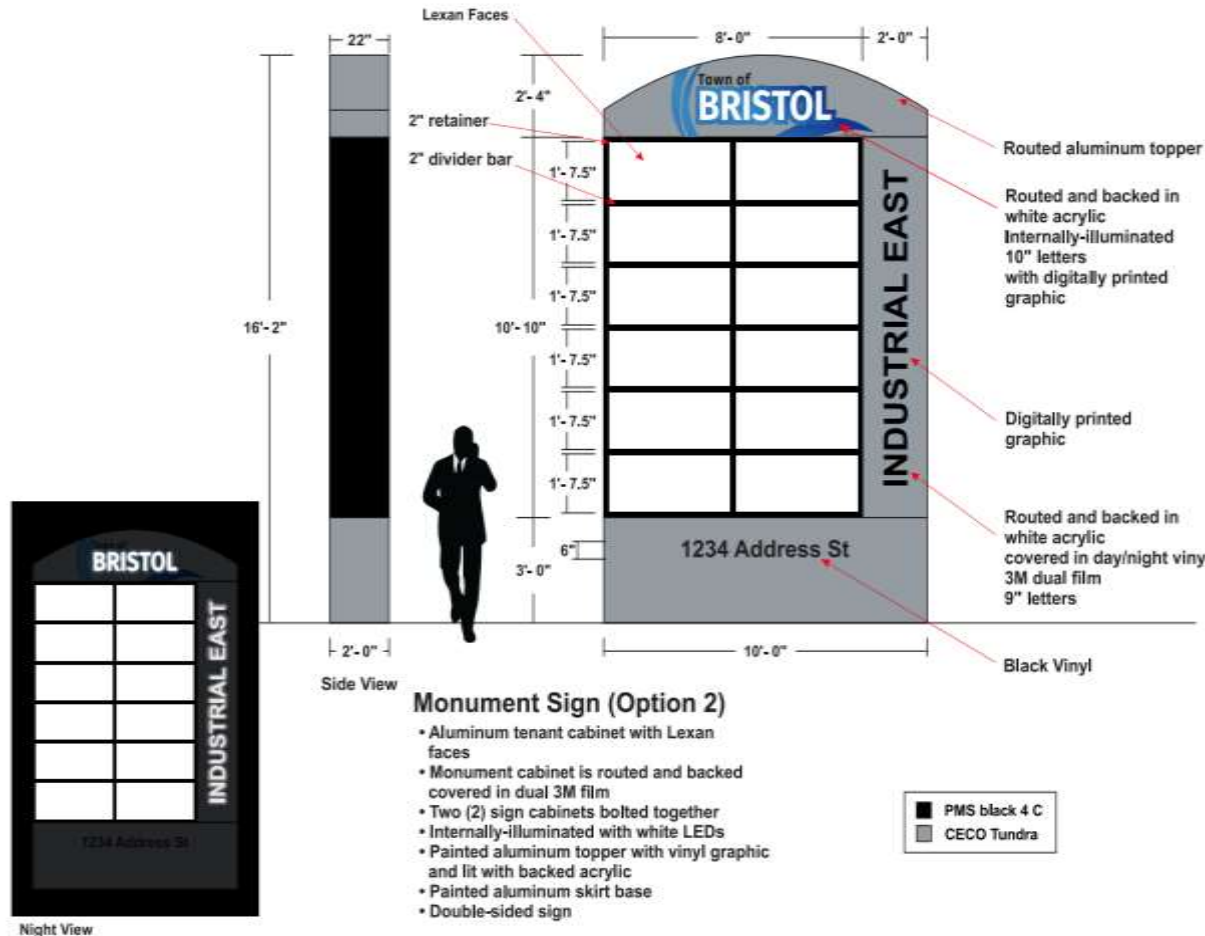 Lexan Faces
22"
8'- 0"
2'- 0"
2'- 4"
Town of
BRISTOL
2" retainer
2" divider bar
Routed aluminum topper
Routed and backed in
white acrylic
Internally-illuminated
10" letters
with digitally printed
graphic
1'- 7.5"
1'- 7.5"
1'- 7.5"
1'- 7.5"
1'- 7.5"
1'- 7.5"
16'- 2"
10'- 10"
INDUSTRIAL EAST
Digitally printed
graphic
Routed and backed in
white acrylic
covered in day/night viny
3M dual film
9" letters
6"
1234 Address St
3'- 0"
2'- 0"
10'- 0"
Black Vinyl
Side View
Monument Sign (Option 2)
• Aluminum tenant cabinet with Lexan
faces
• Monument cabinet is routed and backed
covered in dual 3M film
• Two (2) sign cabinets bolted together
• Internally-illuminated with white LEDs
• Painted aluminum topper with vinyl graphic
and lit with backed acrylic
• Painted aluminum skirt base
• Double-sided sign
PMS black 4 C
CECO Tundra
BRISTOL
INDUSTRIAL EAST
1234 Address St
Night View